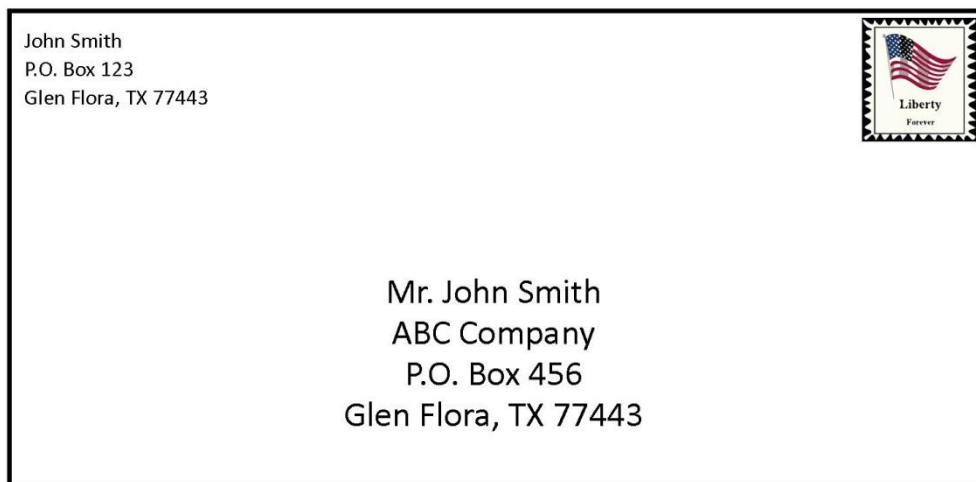 John Smith
P.O. Box 123
Glen Flora, TX 77443
Liberty
Forever
Mr. John Smith
ABC Company
P.O. Box 456
Glen Flora, TX 77443